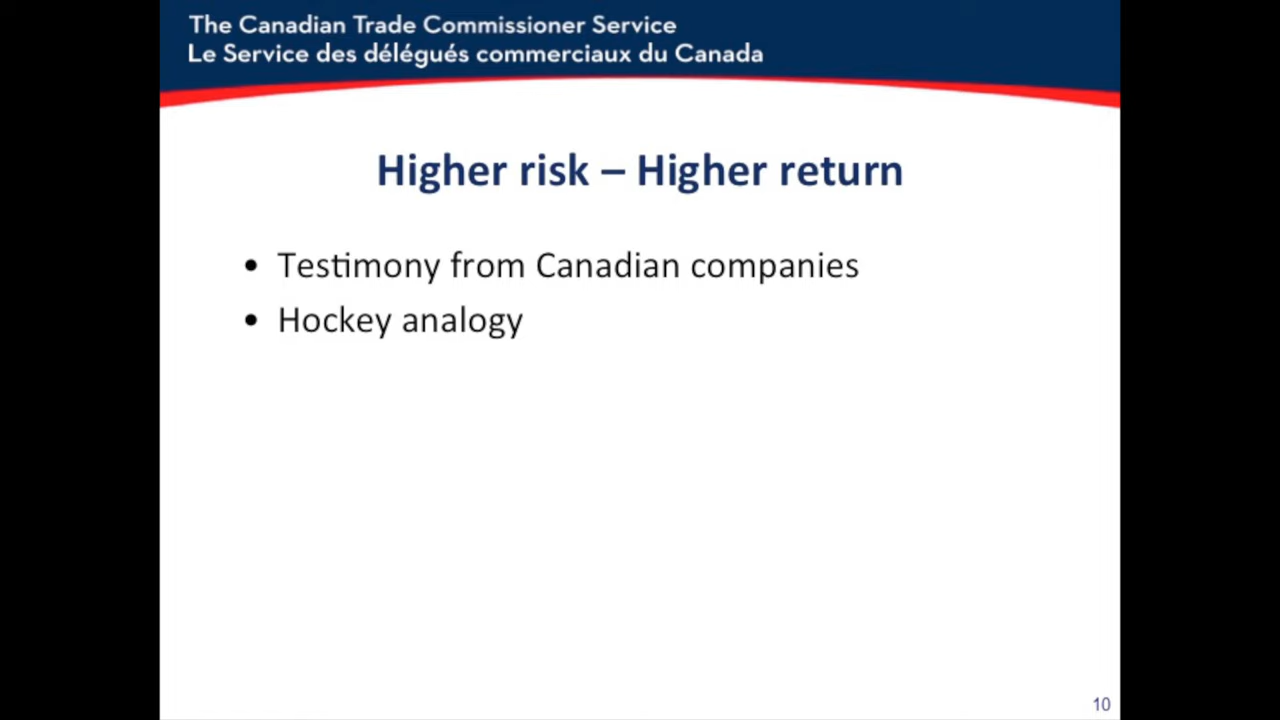 The Canadian Trade Commissioner Service
Le Service des délégués commerciaux du Canada
Higher risk – Higher return
• Testimony from Canadian companies
• Hockey analogy
10